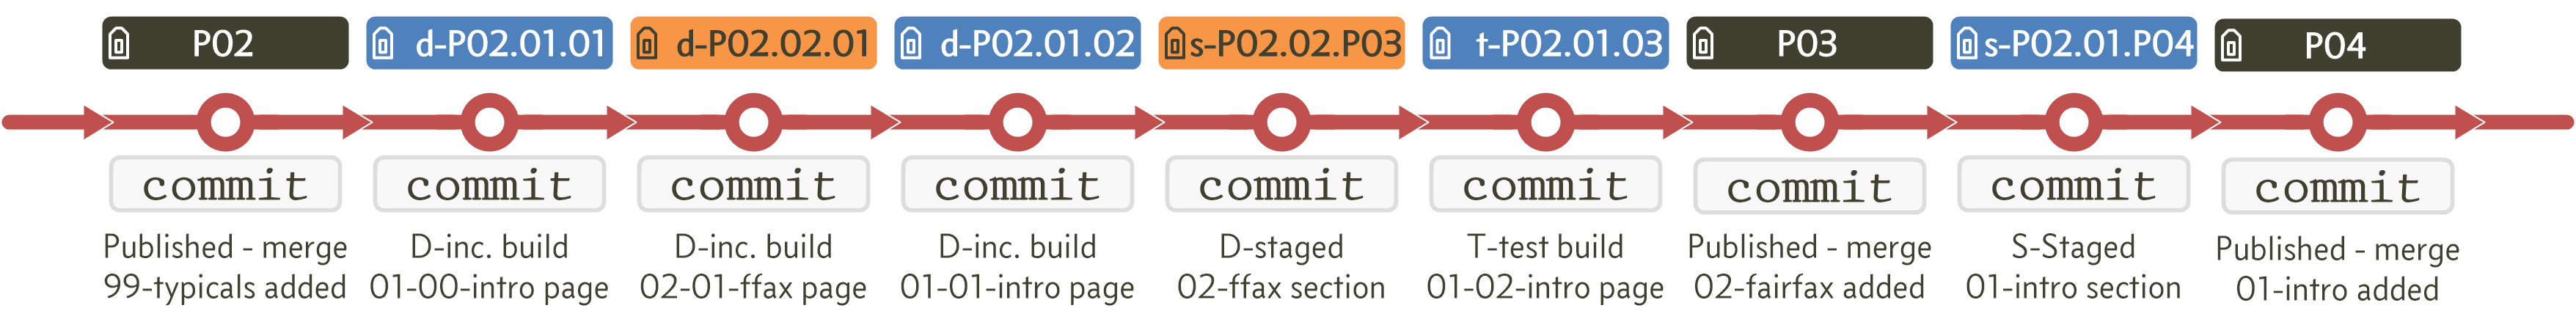 P02 d-P02.01.01 d-P02.02.01 d-P02.01.02 s-P02.02.P03 t-P02.01.03 P03 s-P02.01.P04 P04
commit commit commit commit commit commit commit commit commit
Published - merge D-inc. build D-inc. build D-inc. build D-staged T-test build Published - merge S-Staged Published - merge
99-typicals added 01-00-intro page 02-01-ffax page 01-01-intro page 02-ffax section 01-02-intro page 02-fairfax added 01-intro section 01-intro added